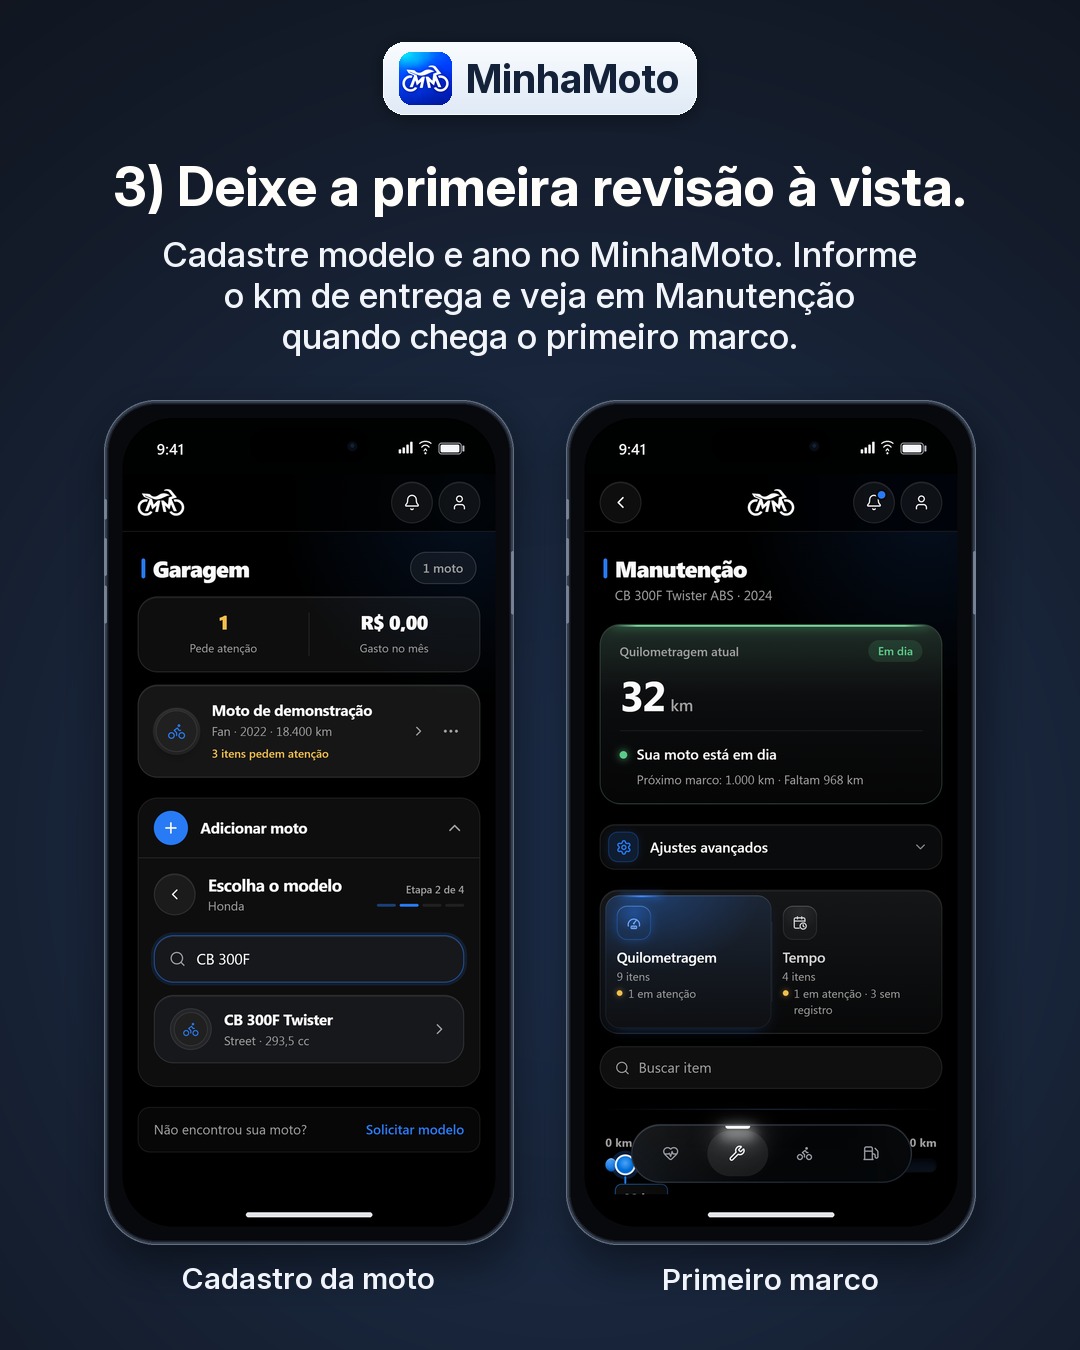 MinhaMoto
3) Deixe a primeira revisão à vista.
Cadastre modelo e ano no MinhaMoto. Informe
o km de entrega e veja em Manutenção
quando chega o primeiro marco.
9:41
MM
Garagem
1 moto
1
Pede atenção
R$ 0,00
Gasto no mês
Moto de demonstração
Fan · 2022 · 18.400 km
3 itens pedem atenção
Adicionar moto
Escolha o modelo
Honda
Etapa 2 de 4
CB 300F
CB 300F Twister
Street · 293,5 cc
Não encontrou sua moto?
Solicitar modelo
Cadastro da moto
9:41
MM
Manutenção
CB 300F Twister ABS · 2024
Quilometragem atual
Em dia
32 km
Sua moto está em dia
Próximo marco: 1.000 km · Faltam 968 km
Ajustes avançados
Quilometragem
9 itens
1 em atenção
Tempo
4 itens
1 em atenção · 3 sem
registro
Buscar item
0 km
0 km
Primeiro marco